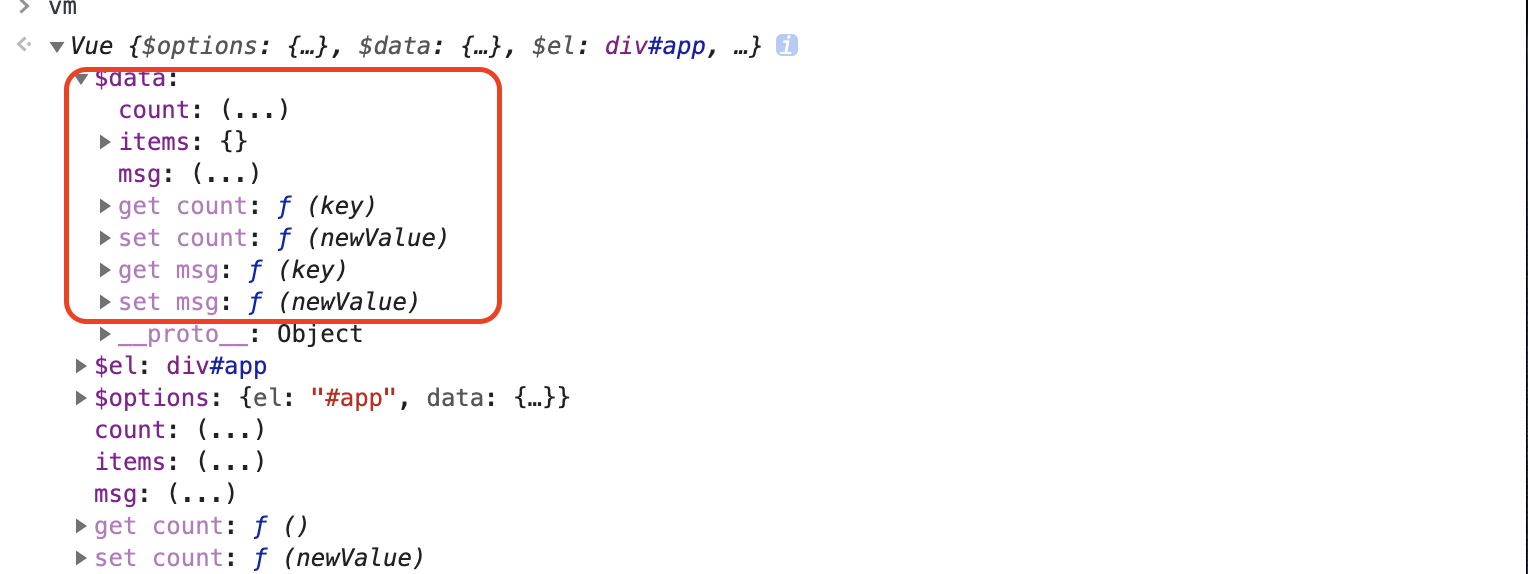 > vm
Vue {$options: {…}, $data: {…}, $el: div#app, …} i
$data:
count: (...)
items: {}
msg: (...)
get count: ƒ (key)
set count: ƒ (newValue)
get msg: ƒ (key)
set msg: ƒ (newValue)
__proto__: Object
$el: div#app
$options: {el: "#app", data: {…}}
count: (...)
items: (...)
msg: (...)
get count: ƒ ()
set count: ƒ (newValue)